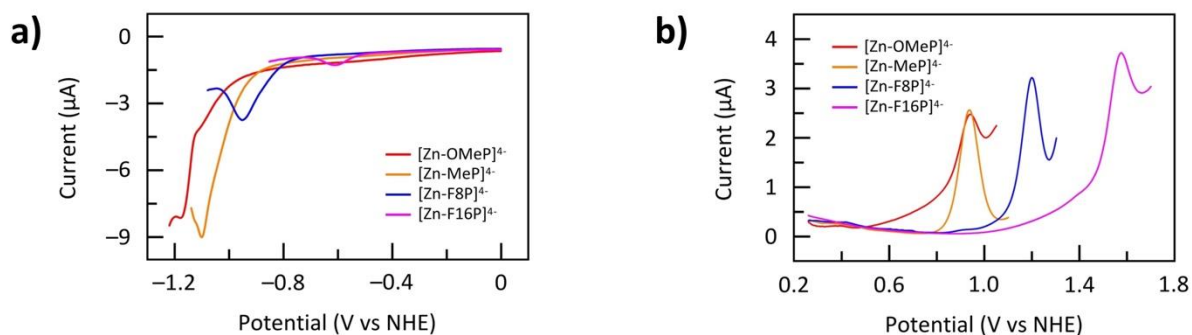 a)
0
–3
–6
–9
Current (µA)
[Zn-OMeP]⁴⁻
[Zn-MeP]⁴⁻
[Zn-F8P]⁴⁻
[Zn-F16P]⁴⁻
–1.2
–0.8
–0.4
0
Potential (V vs NHE)
b)
4
3
2
1
0
Current (µA)
[Zn-OMeP]⁴⁻
[Zn-MeP]⁴⁻
[Zn-F8P]⁴⁻
[Zn-F16P]⁴⁻
0.2
0.6
1.0
1.4
1.8
Potential (V vs NHE)